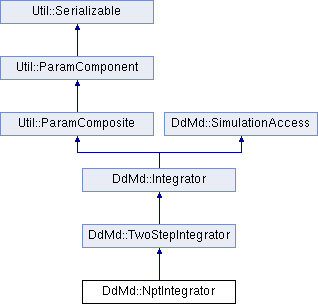 Util::Serializable
Util::ParamComponent
Util::ParamComposite
DdMd::SimulationAccess
DdMd::Integrator
DdMd::TwoStepIntegrator
DdMd::NptIntegrator